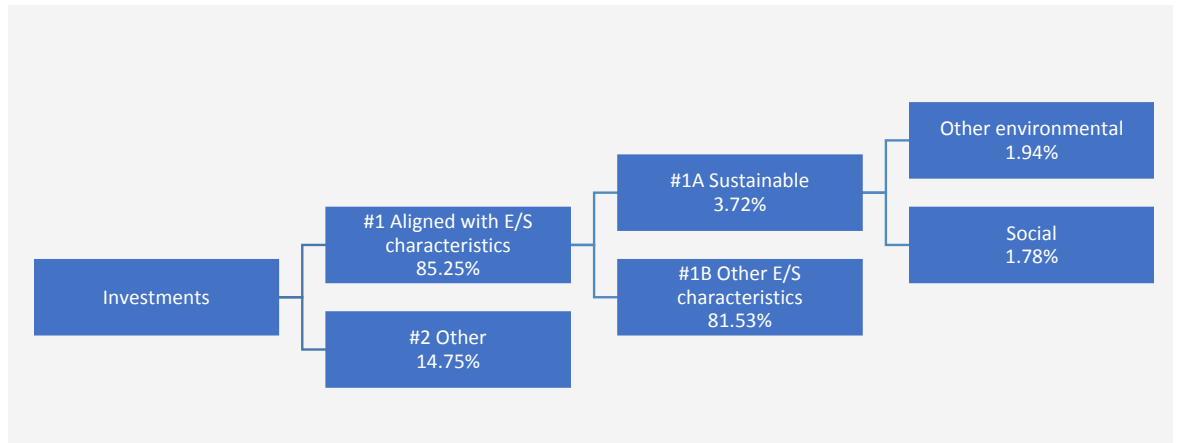 Investments
#1 Aligned with E/S
characteristics
85.25%
#2 Other
14.75%
#1A Sustainable
3.72%
#1B Other E/S
characteristics
81.53%
Other environmental
1.94%
Social
1.78%